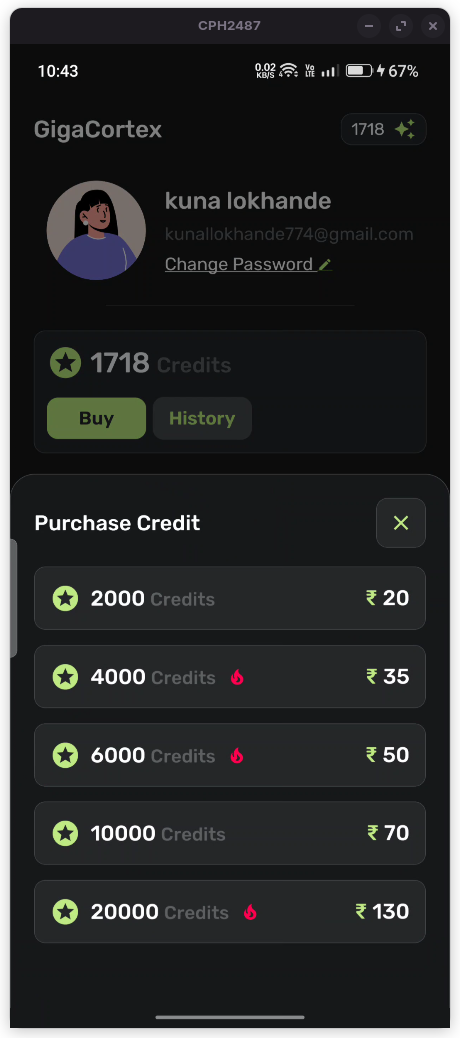 CPH2487
10:43 0.02 KB/S Vo LTE 67%
GigaCortex 1718
kuna lokhande
kunallokhande774@gmail.com
Change Password
1718 Credits
Buy History
Purchase Credit
2000 Credits ₹ 20
4000 Credits ₹ 35
6000 Credits ₹ 50
10000 Credits ₹ 70
20000 Credits ₹ 130